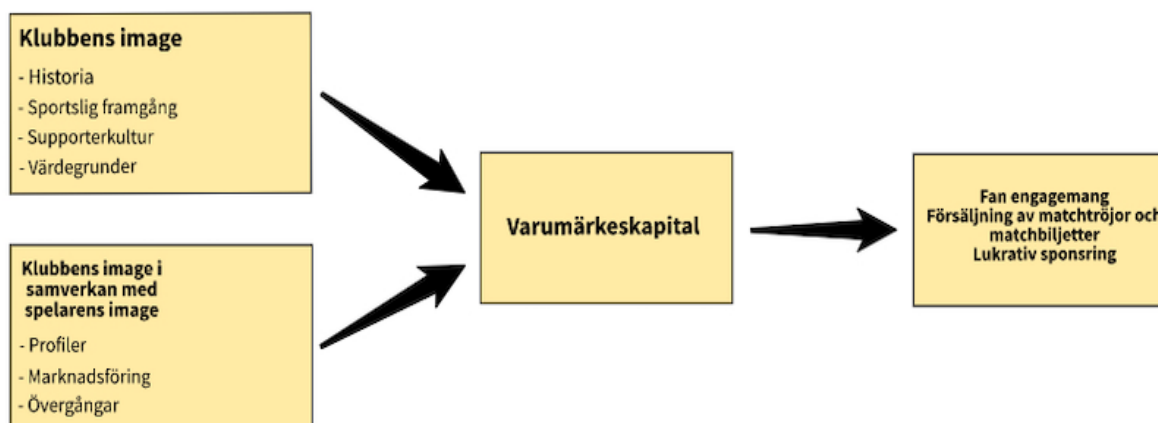 Klubbens image
- Historia
- Sportslig framgång
- Supporterkultur
- Värdegrunder
Klubbens image i
samverkan med
spelarens image
- Profiler
- Marknadsföring
- Övergångar
Varumärkeskapital
Fan engagemang
Försäljning av matchtröjor och
matchbiljetter
Lukrativ sponsring